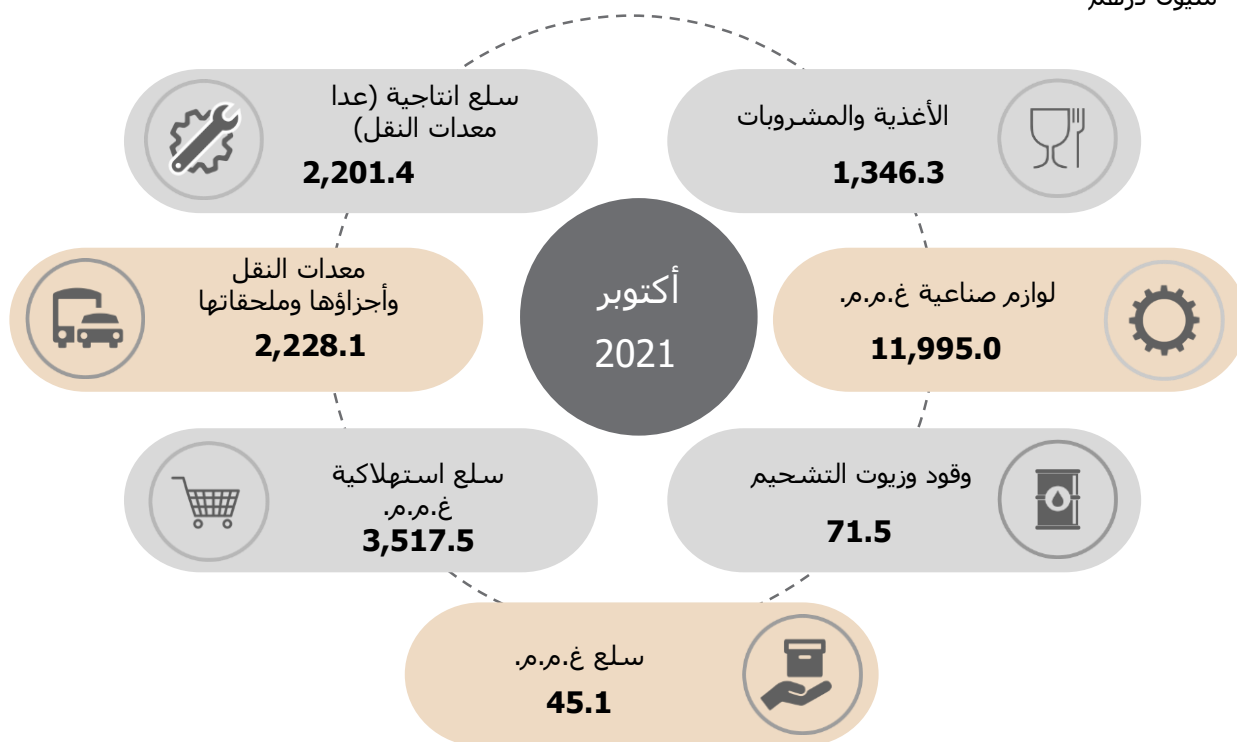 مليون درهم
الأغذية والمشروبات
1,346.3
سلع انتاجية (عدا
معدات النقل)
2,201.4
لوازم صناعية غ.م.م.
11,995.0
أكتوبر
2021
معدات النقل
وأجزاؤها وملحقاتها
2,228.1
وقود وزيوت التشحيم
71.5
سلع استهلاكية
غ.م.م.
3,517.5
سلع غ.م.م.
45.1